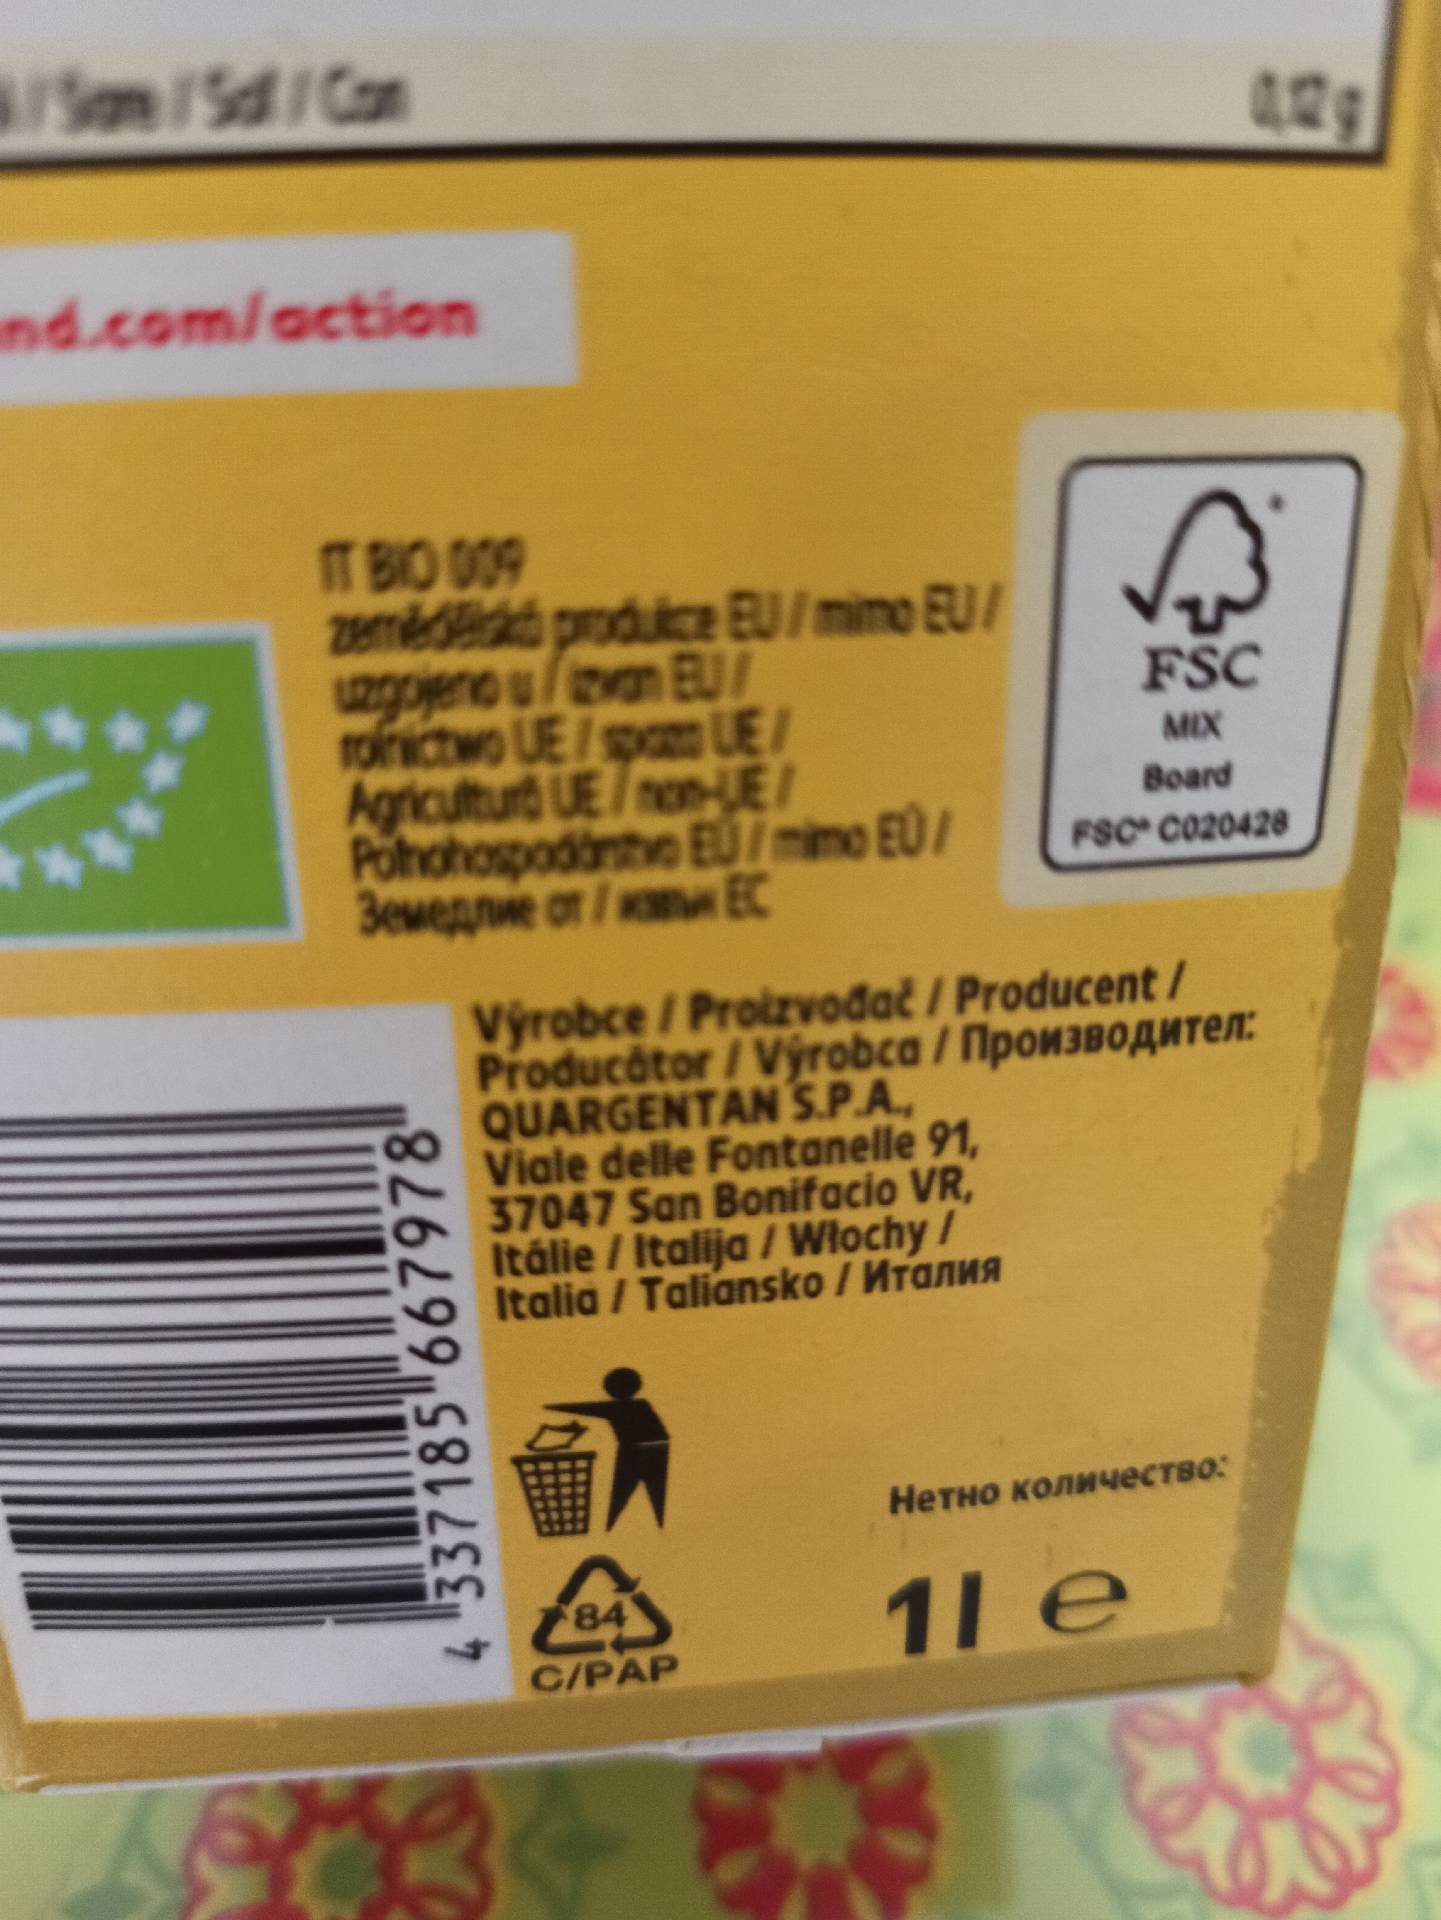 / Sare / Sol / Сол
0,12 g
nd.com/action
IT BIO 009
zemědělská produkce EU / mimo EU /
uzgojeno u / izvan EU /
rolnictwo UE / spoza UE /
Agricultură UE / non-UE /
Poľnohospodárstvo EÚ / mimo EÚ /
Земеделие от / извън ЕС
FSC
MIX
Board
FSC® C020428
Výrobce / Proizvođač / Producent /
Producător / Výrobca / Производител:
QUARGENTAN S.P.A.,
Viale delle Fontanelle 91,
37047 San Bonifacio VR,
Itálie / Italija / Włochy /
Italia / Taliansko / Италия
4 337185 667978
84
C/PAP
Нетно количество:
1l e